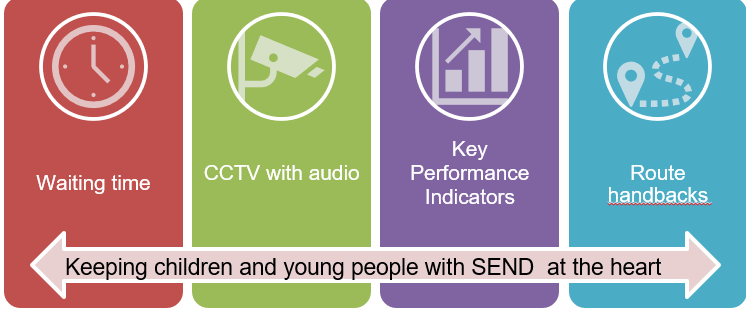 Waiting time
CCTV with audio
Key
Performance
Indicators
Route
handbacks
Keeping children and young people with SEND  at the heart